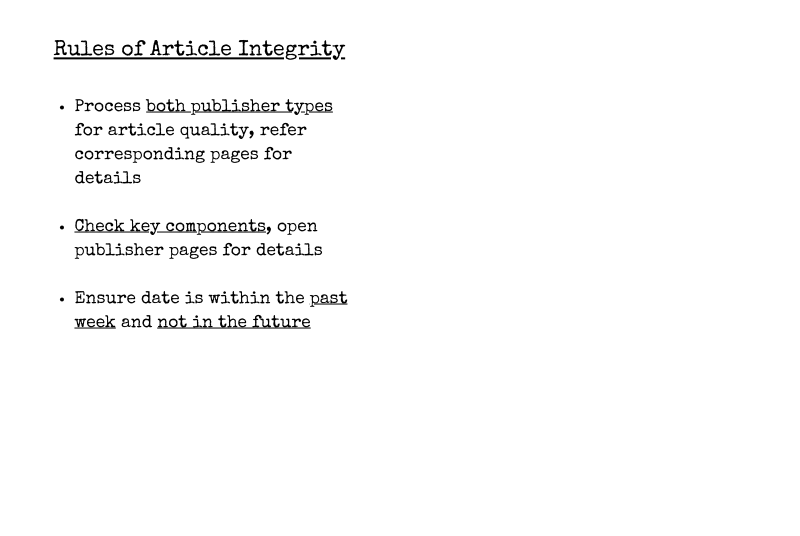 Rules of Article Integrity
• Process both publisher types
for article quality, refer
corresponding pages for
details
• Check key components, open
publisher pages for details
• Ensure date is within the past
week and not in the future